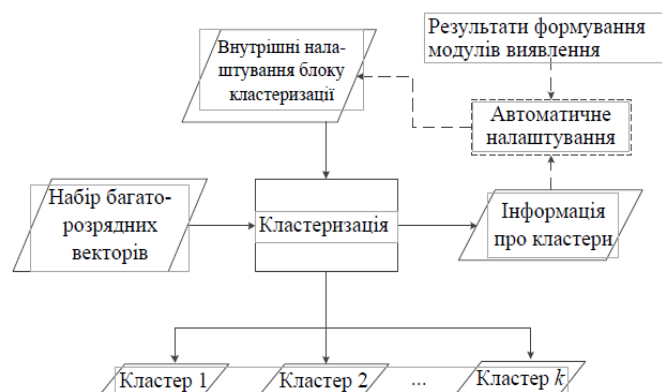 Результати формування
модулів виявлення
Внутрішні нала-
штування блоку
кластеризації
Автоматичне
налаштування
Набір багато-
розрядних
векторів
Кластеризація
Інформація
про кластери
Кластер 1
Кластер 2
...
Кластер k